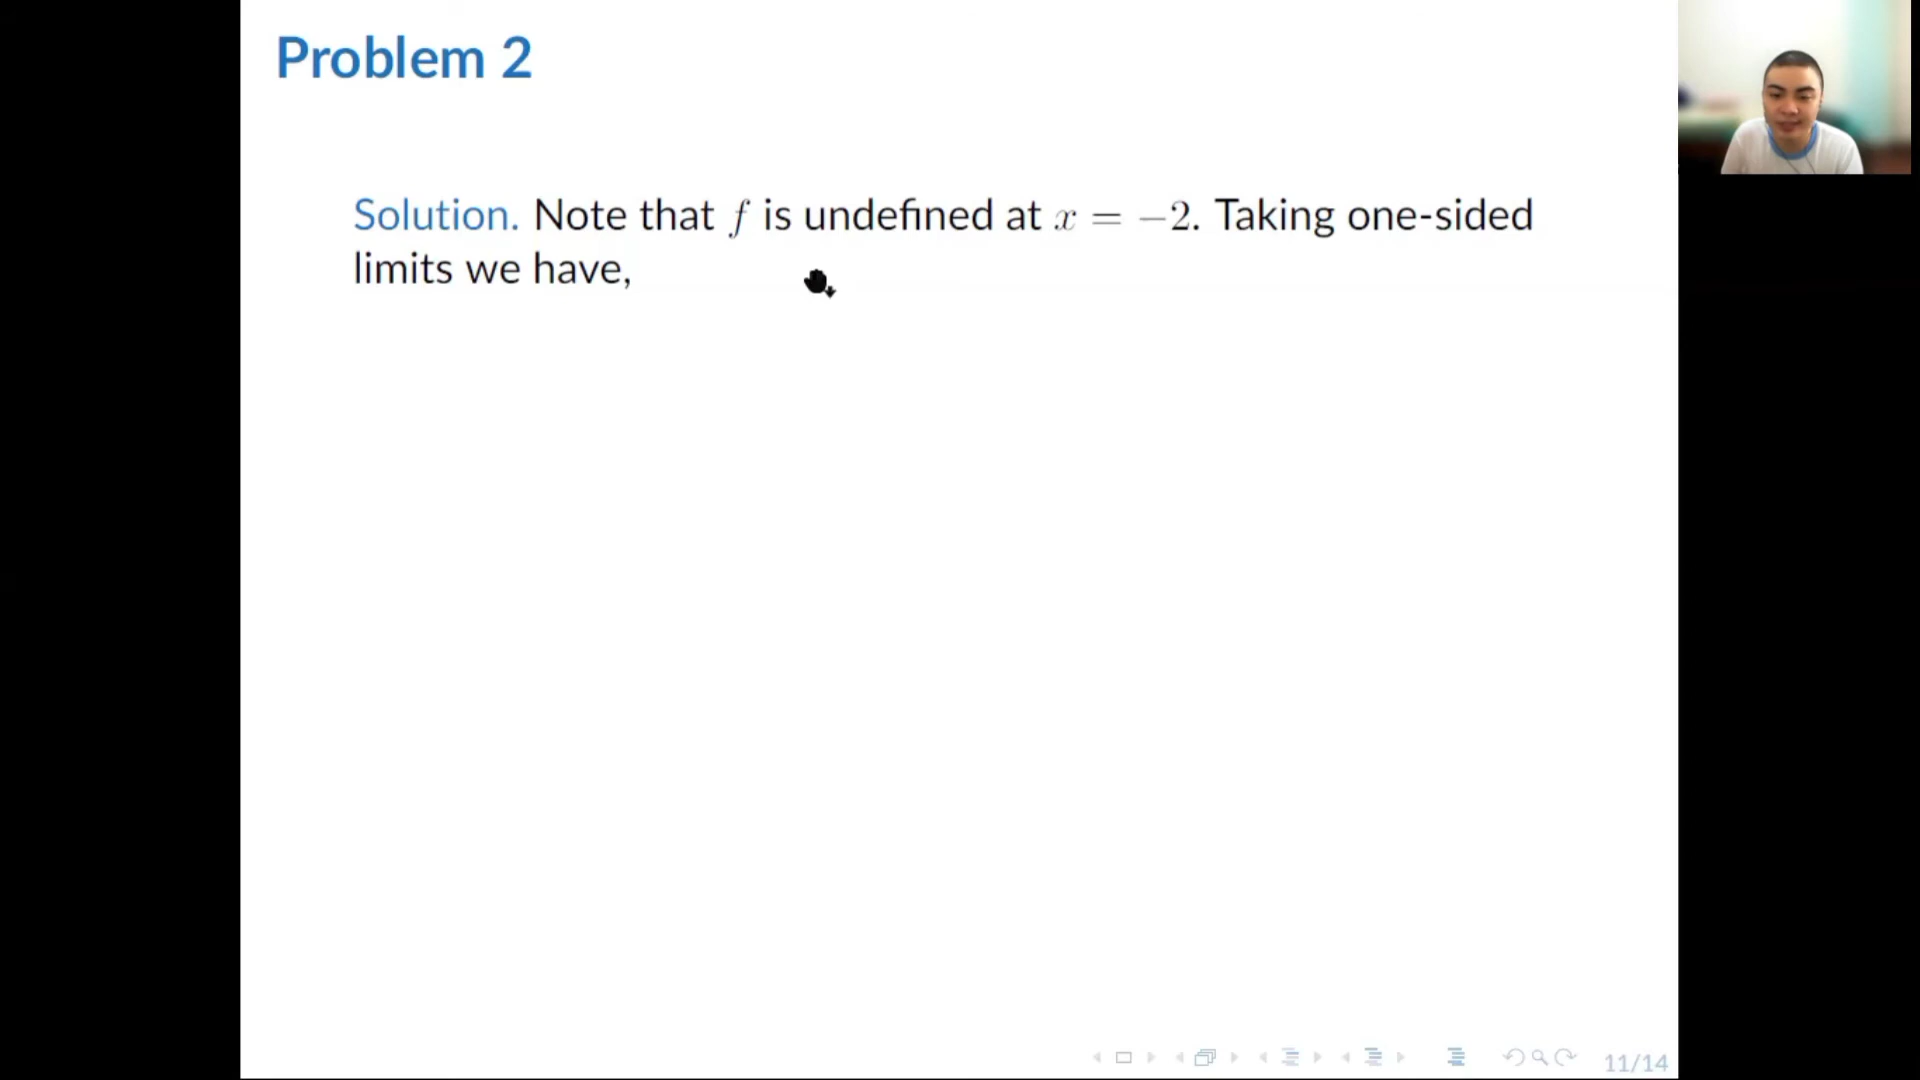 Problem 2
Solution. Note that f is undefined at x = −2. Taking one-sided
limits we have,
11/14